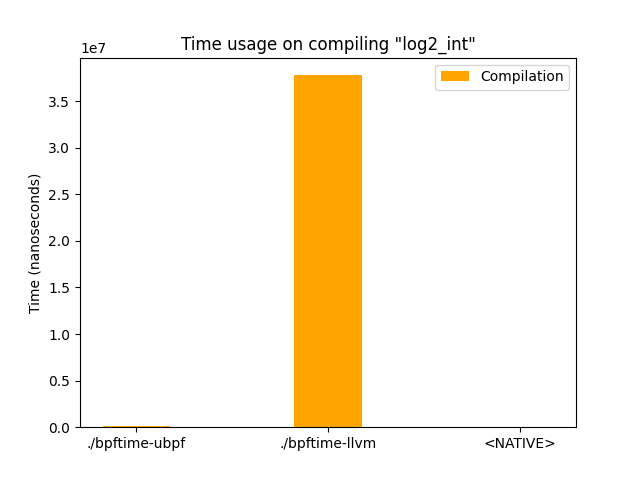 Time usage on compiling "log2_int"
1e7
Compilation
3.5
3.0
2.5
2.0
1.5
1.0
0.5
0.0
Time (nanoseconds)
./bpftime-ubpf
./bpftime-llvm
<NATIVE>